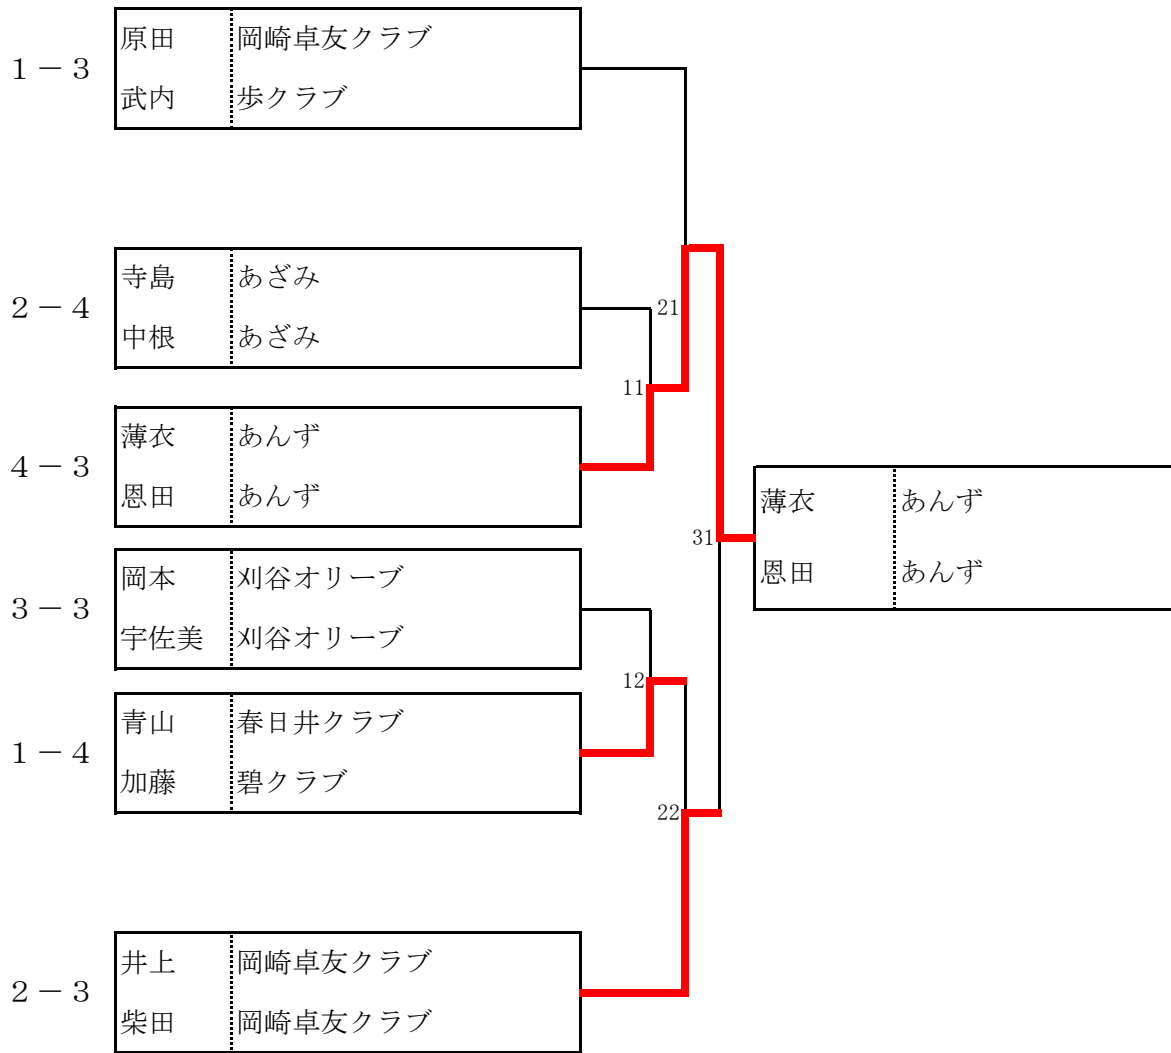 1－3
原田 岡崎卓友クラブ
武内 歩クラブ
2－4
寺島 あざみ
中根 あざみ
21
11
4－3
薄衣 あんず
恩田 あんず
31
薄衣 あんず
恩田 あんず
3－3
岡本 刈谷オリーブ
宇佐美 刈谷オリーブ
12
1－4
青山 春日井クラブ
加藤 碧クラブ
22
2－3
井上 岡崎卓友クラブ
柴田 岡崎卓友クラブ